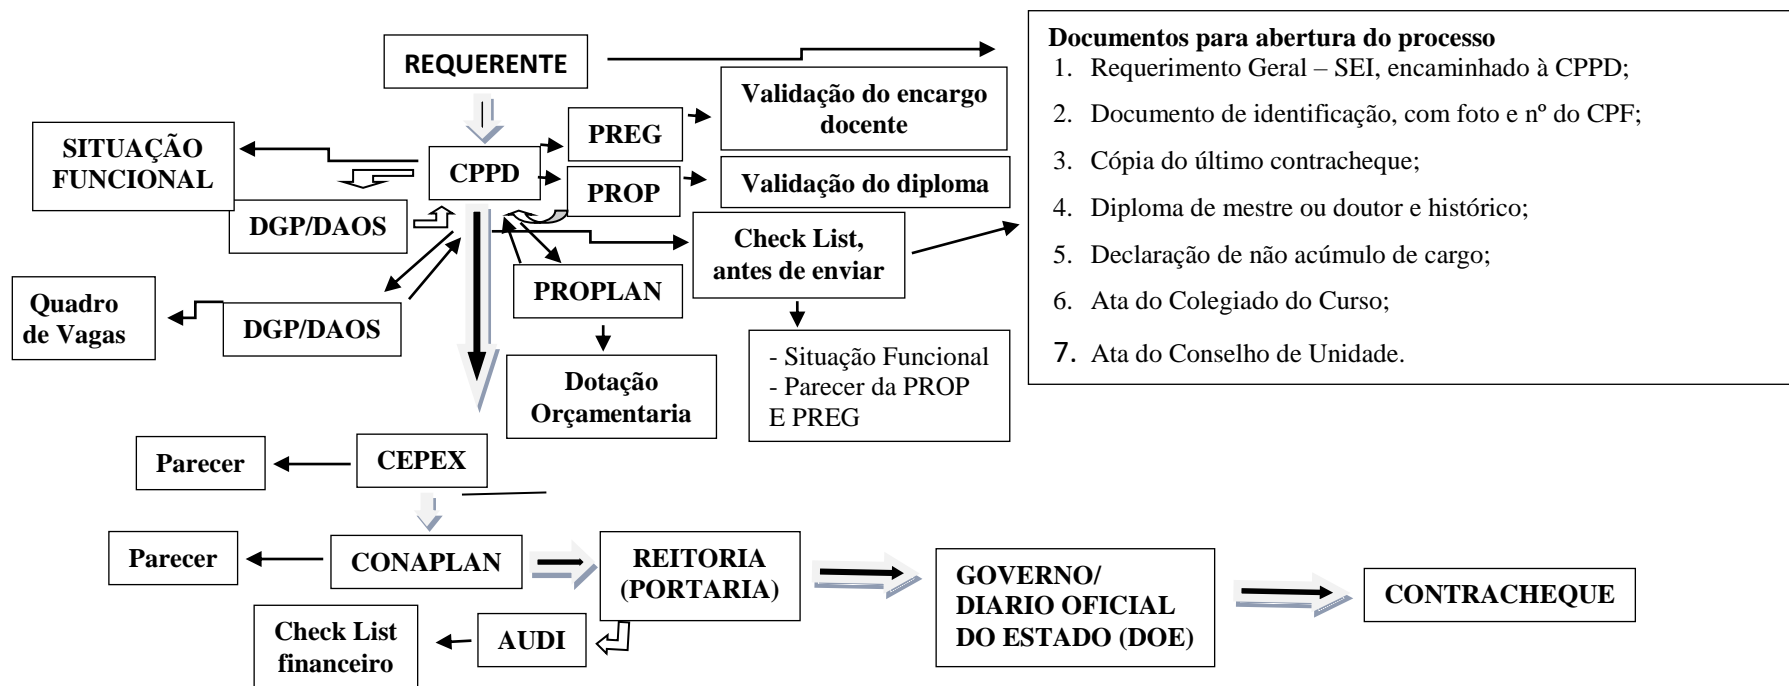 REQUERENTE
Documentos para abertura do processo
1. Requerimento Geral – SEI, encaminhado à CPPD;
2. Documento de identificação, com foto e nº do CPF;
3. Cópia do último contracheque;
4. Diploma de mestre ou doutor e histórico;
5. Declaração de não acúmulo de cargo;
6. Ata do Colegiado do Curso;
7. Ata do Conselho de Unidade.
Validação do encargo
docente
PREG
SITUAÇÃO
FUNCIONAL
CPPD
PROP
Validação do diploma
DGP/DAOS
Check List,
antes de enviar
PROPLAN
Quadro
de Vagas
DGP/DAOS
- Situação Funcional
- Parecer da PROP
E PREG
Dotação
Orçamentaria
Parecer
CEPEX
Parecer
CONAPLAN
REITORIA
(PORTARIA)
GOVERNO/
DIARIO OFICIAL
DO ESTADO (DOE)
CONTRACHEQUE
Check List
financeiro
AUDI